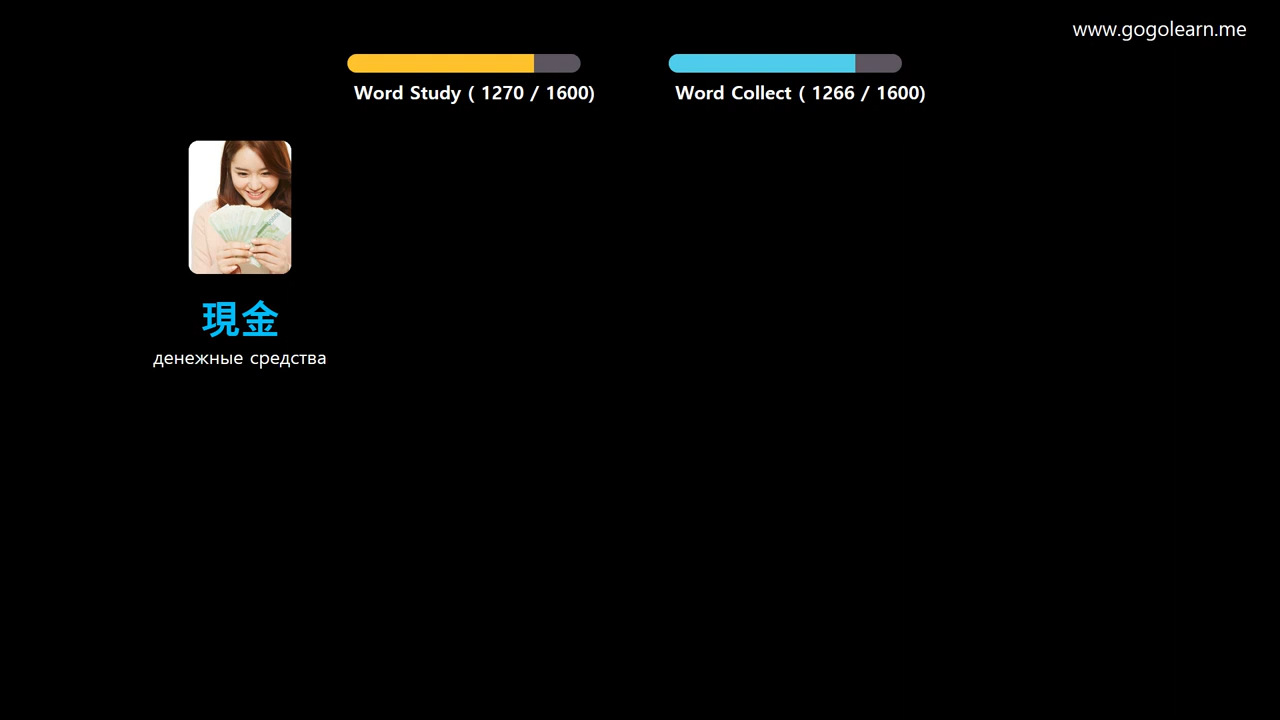 www.gogolearn.me
Word Study ( 1270 / 1600)
Word Collect ( 1266 / 1600)
現金
денежные средства